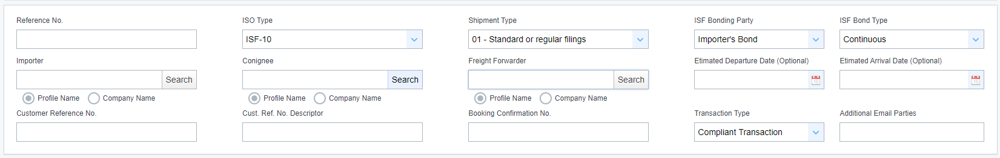 Reference No.
ISO Type
Shipment Type
ISF Bonding Party
ISF Bond Type
ISF-10
01 - Standard or regular filings
Importer's Bond
Continuous
Importer
Conignee
Freight Forwarder
Etimated Departure Date (Optional)
Etimated Arrival Date (Optional)
Search
Search
Search
Profile Name
Company Name
Profile Name
Company Name
Profile Name
Company Name
Customer Reference No.
Cust. Ref. No. Descriptor
Booking Confirmation No.
Transaction Type
Additional Email Parties
Compliant Transaction